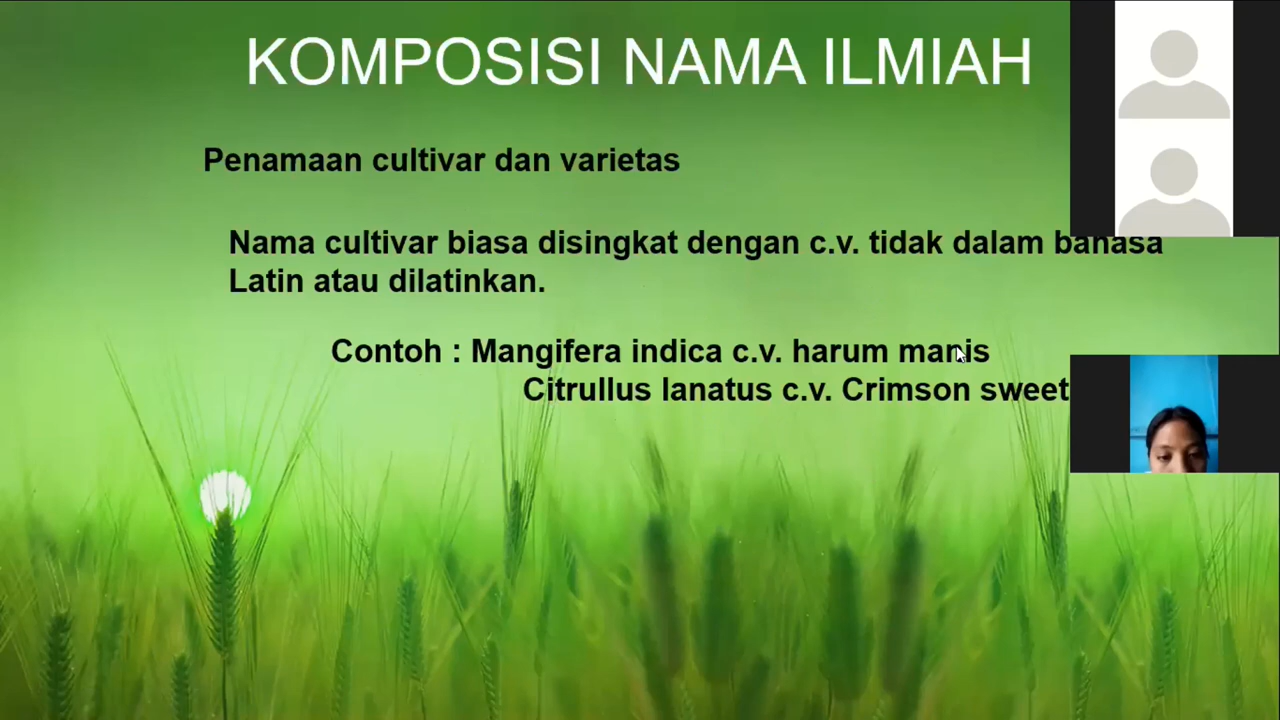 KOMPOSISI NAMA ILMIAH
Penamaan cultivar dan varietas
Nama cultivar biasa disingkat dengan c.v. tidak dalam bahasa
Latin atau dilatinkan.
Contoh : Mangifera indica c.v. harum manis
Citrullus lanatus c.v. Crimson sweet